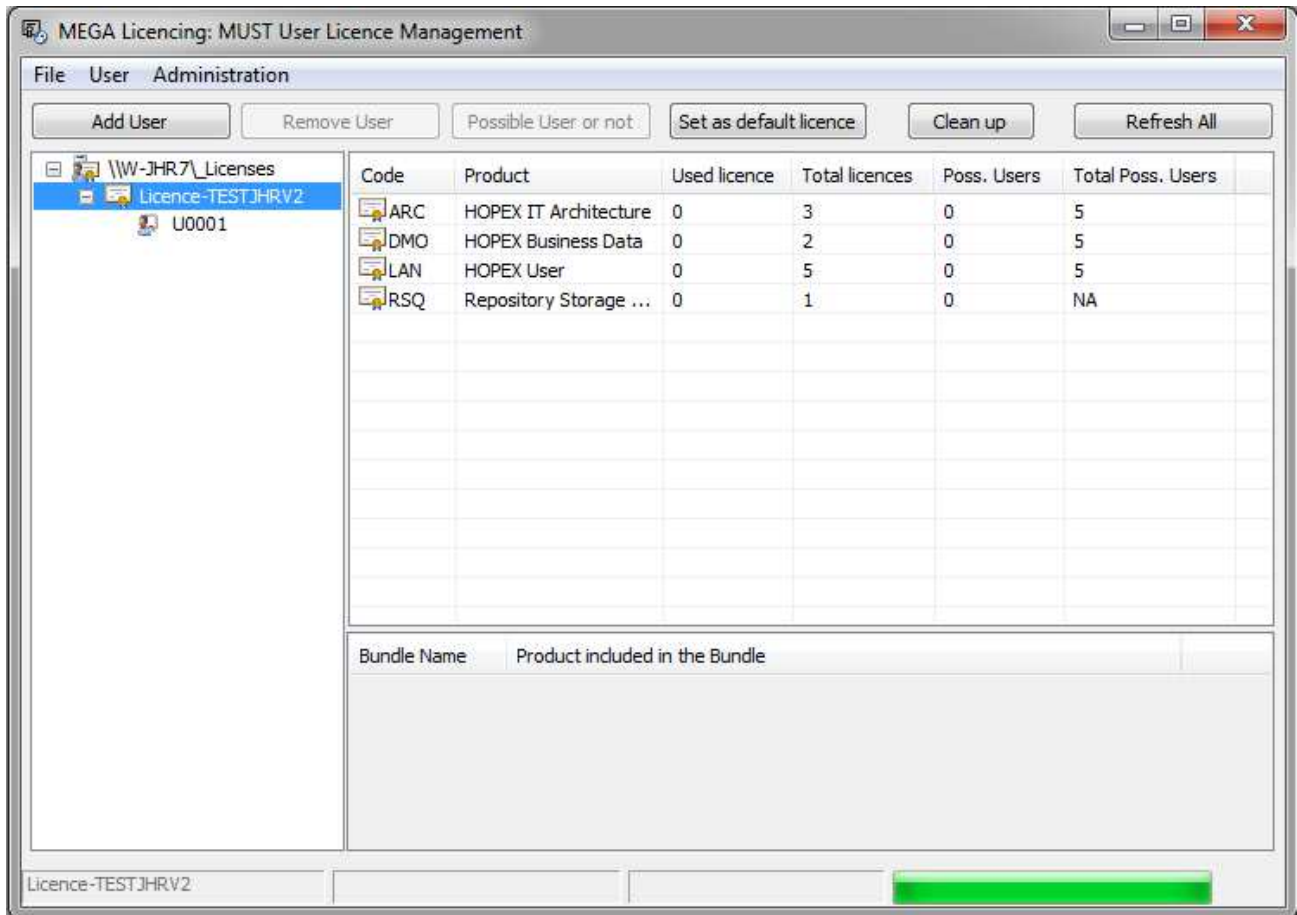 MEGA Licencing: MUST User Licence Management
File User Administration
Add User Remove User Possible User or not Set as default licence Clean up Refresh All
\\W-JHR7\_Licenses
Licence-TESTJHRV2
U0001
Code Product Used licence Total licences Poss. Users Total Poss. Users
ARC HOPEX IT Architecture 0 3 0 5
DMO HOPEX Business Data 0 2 0 5
LAN HOPEX User 0 5 0 5
RSQ Repository Storage ... 0 1 0 NA
Bundle Name Product included in the Bundle
Licence-TESTJHRV2